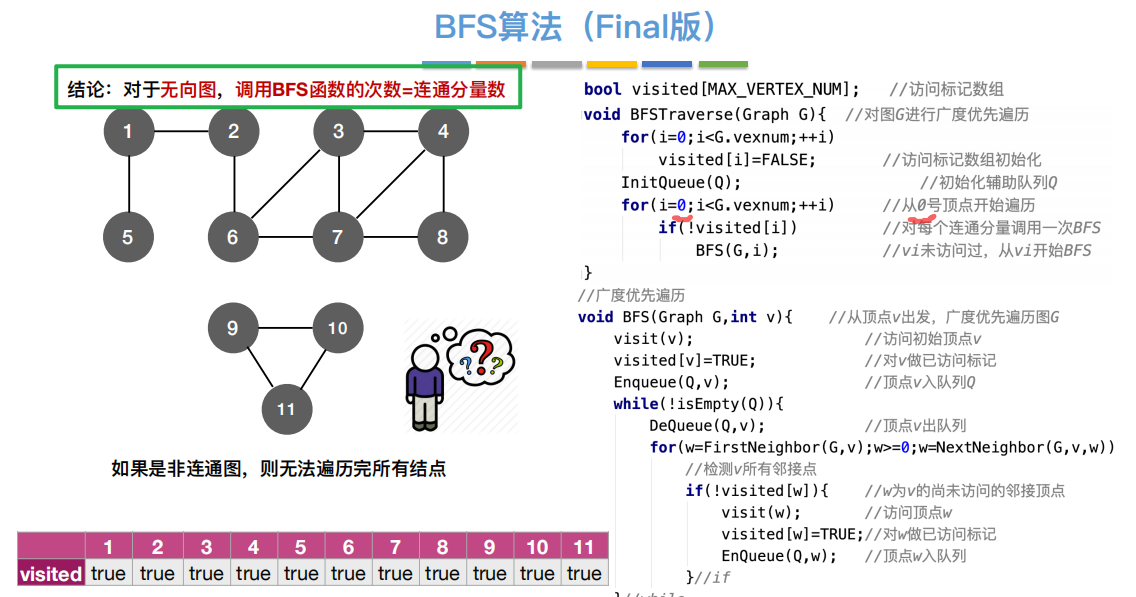 BFS算法（Final版）
结论：对于无向图，调用BFS函数的次数=连通分量数
1 2 3 4
5 6 7 8
9 10
11
? ? ?
如果是非连通图，则无法遍历完所有结点
1 2 3 4 5 6 7 8 9 10 11
visited true true true true true true true true true true true
bool visited[MAX_VERTEX_NUM]; //访问标记数组
void BFSTraverse(Graph G){ //对图G进行广度优先遍历
for(i=0;i<G.vexnum;++i)
visited[i]=FALSE; //访问标记数组初始化
InitQueue(Q); //初始化辅助队列Q
for(i=0;i<G.vexnum;++i) //从0号顶点开始遍历
if(!visited[i]) //对每个连通分量调用一次BFS
BFS(G,i); //vi未访问过，从vi开始BFS
}
//广度优先遍历
void BFS(Graph G,int v){ //从顶点v出发，广度优先遍历图G
visit(v); //访问初始顶点v
visited[v]=TRUE; //对v做已访问标记
Enqueue(Q,v); //顶点v入队列Q
while(!isEmpty(Q)){
DeQueue(Q,v); //顶点v出队列
for(w=FirstNeighbor(G,v);w>=0;w=NextNeighbor(G,v,w))
//检测v所有邻接点
if(!visited[w]){ //w为v的尚未访问的邻接顶点
visit(w); //访问顶点w
visited[w]=TRUE;//对w做已访问标记
EnQueue(Q,w); //顶点w入队列
}//if
}//while